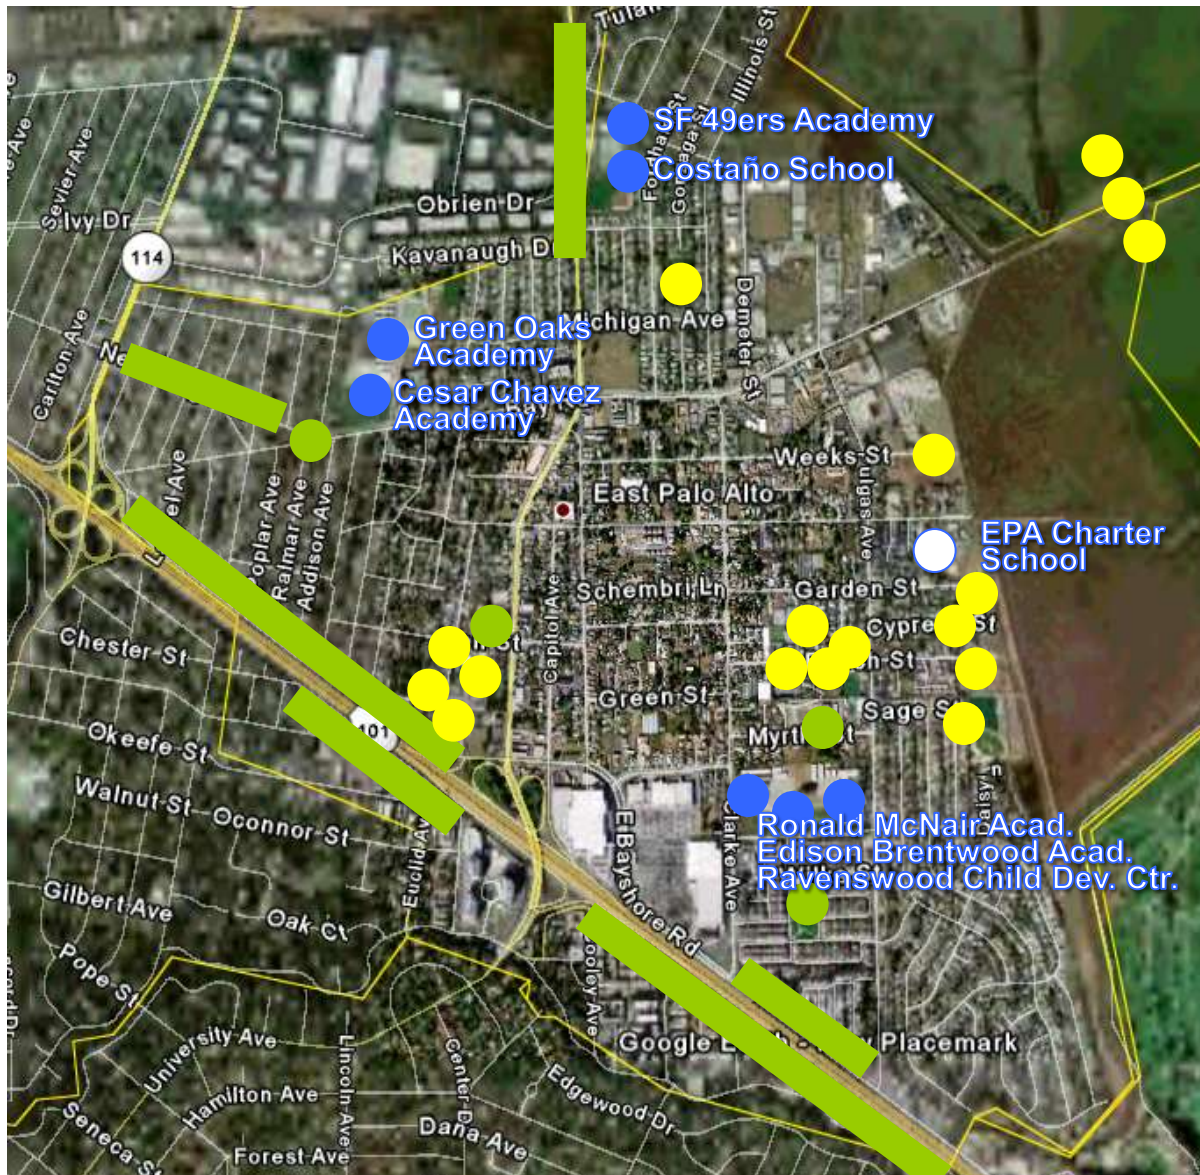 Illinois St
SF 49ers Academy
Costaño School
Sevier Ave
Ivy Dr
Obrien Dr
114
Kavanaugh Dr
Demeter St
Carlton Ave
Michigan Ave
Green Oaks
Academy
Cesar Chavez
Academy
Weeks St
East Palo Alto
Poplar Ave
Ralmar Ave
Addison Ave
EPA Charter
School
Schembri Ln
Garden St
Capitol Ave
Chester St
Green St
Sage St
101
Okeefe St
Walnut St
Oconnor St
Euclid Ave
E Bayshore Rd
Clarke Ave
Daisy Ln
Ronald McNair Acad.
Edison Brentwood Acad.
Ravenswood Child Dev. Ctr.
Gilbert Ave
Oak Ct
Pope St
Cooley Ave
University Ave
Lincoln Ave
Placemark
Hamilton Ave
Edgewood Dr
Seneca St
Dana Ave
Forest Ave